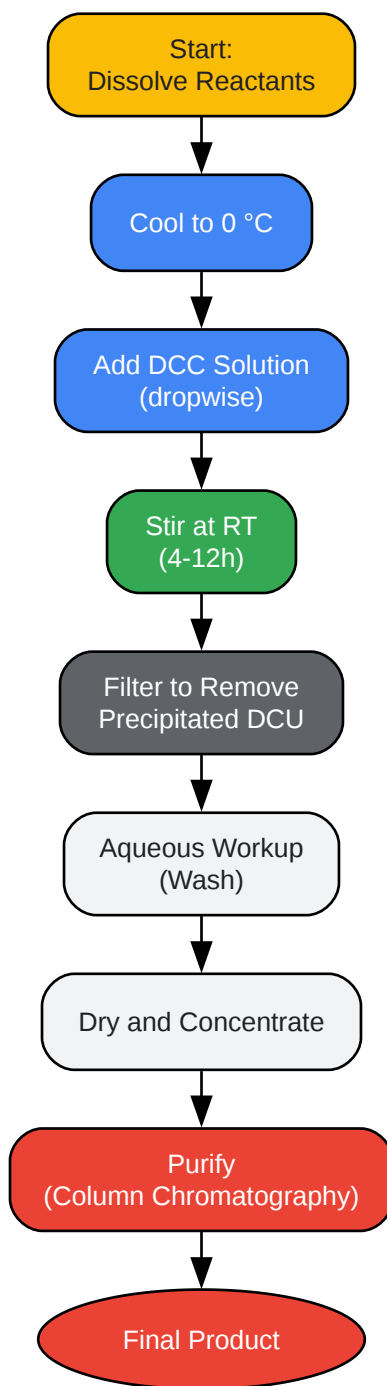 Start:
Dissolve Reactants
Cool to 0 °C
Add DCC Solution
(dropwise)
Stir at RT
(4-12h)
Filter to Remove
Precipitated DCU
Aqueous Workup
(Wash)
Dry and Concentrate
Purify
(Column Chromatography)
Final Product